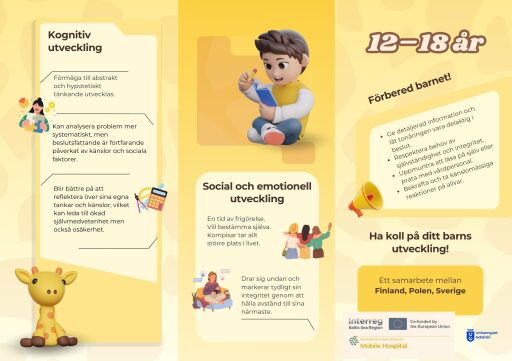 Kognitiv
utveckling
Förmåga till abstrakt
och hypotetiskt
tänkande utvecklas.
Kan analysera problem mer
systematiskt, men
beslutsfattande är fortfarande
påverkat av känslor och sociala
faktorer.
Blir bättre på att
reflektera över sina egna
tankar och känslor, vilket
kan leda till ökad
självmedvetenhet men
också osäkerhet.
Social och emotionell
utveckling
En tid av frigörelse.
Vill bestämma själva.
Kompisar tar allt
större plats i livet.
Drar sig undan och
markerar tydligt sin
integritet genom att
hålla avstånd till sina
närmaste.
12–18 år
Förbered barnet!
Ge detaljerad information och
låt tonåringen vara delaktig i
beslut.
Respektera behov av
självständighet och integritet.
Uppmuntra att läsa på själv eller
prata med vårdpersonal.
Bekräfta och ta känslomässiga
reaktioner på allvar.
Ha koll på ditt barns
utveckling!
Ett samarbete mellan
Finland, Polen, Sverige
Interreg
Baltic Sea Region
Co-funded by
the European Union
Mobile Hospital
Uniwersytet
Gdański